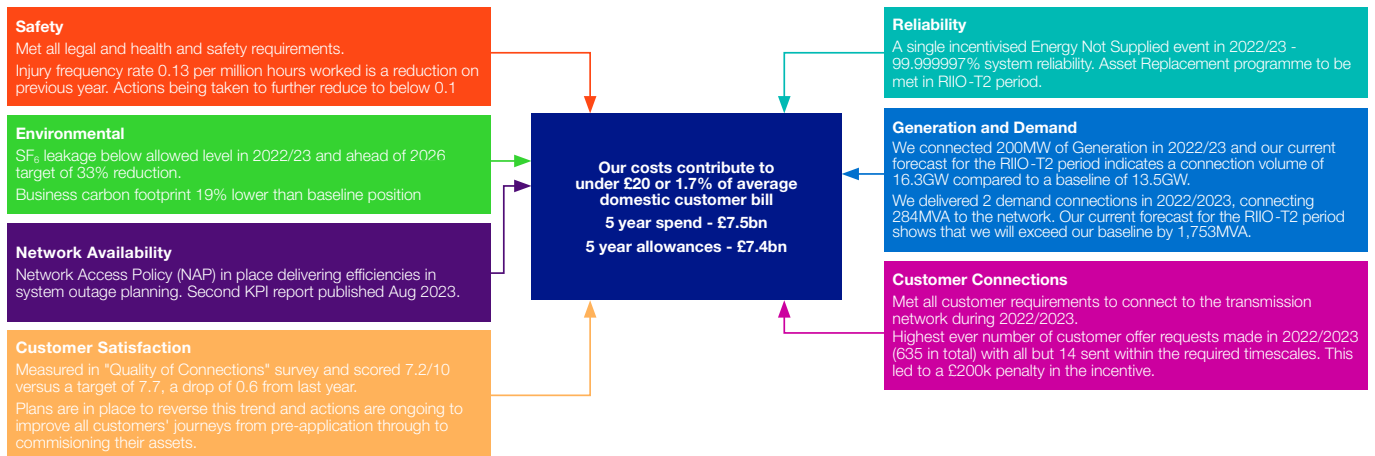 Safety
Met all legal and health and safety requirements.
Injury frequency rate 0.13 per million hours worked is a reduction on
previous year. Actions being taken to further reduce to below 0.1
Environmental
SF₆ leakage below allowed level in 2022/23 and ahead of 2026
target of 33% reduction.
Business carbon footprint 19% lower than baseline position
Network Availability
Network Access Policy (NAP) in place delivering efficiencies in
system outage planning. Second KPI report published Aug 2023.
Customer Satisfaction
Measured in "Quality of Connections" survey and scored 7.2/10
versus a target of 7.7, a drop of 0.6 from last year.
Plans are in place to reverse this trend and actions are ongoing to
improve all customers' journeys from pre-application through to
commisioning their assets.
Our costs contribute to
under £20 or 1.7% of average
domestic customer bill
5 year spend - £7.5bn
5 year allowances - £7.4bn
Reliability
A single incentivised Energy Not Supplied event in 2022/23 -
99.999997% system reliability. Asset Replacement programme to be
met in RIIO-T2 period.
Generation and Demand
We connected 200MW of Generation in 2022/23 and our current
forecast for the RIIO-T2 period indicates a connection volume of
16.3GW compared to a baseline of 13.5GW.
We delivered 2 demand connections in 2022/2023, connecting
284MVA to the network. Our current forecast for the RIIO-T2 period
shows that we will exceed our baseline by 1,753MVA.
Customer Connections
Met all customer requirements to connect to the transmission
network during 2022/2023.
Highest ever number of customer offer requests made in 2022/2023
(635 in total) with all but 14 sent within the required timescales. This
led to a £200k penalty in the incentive.